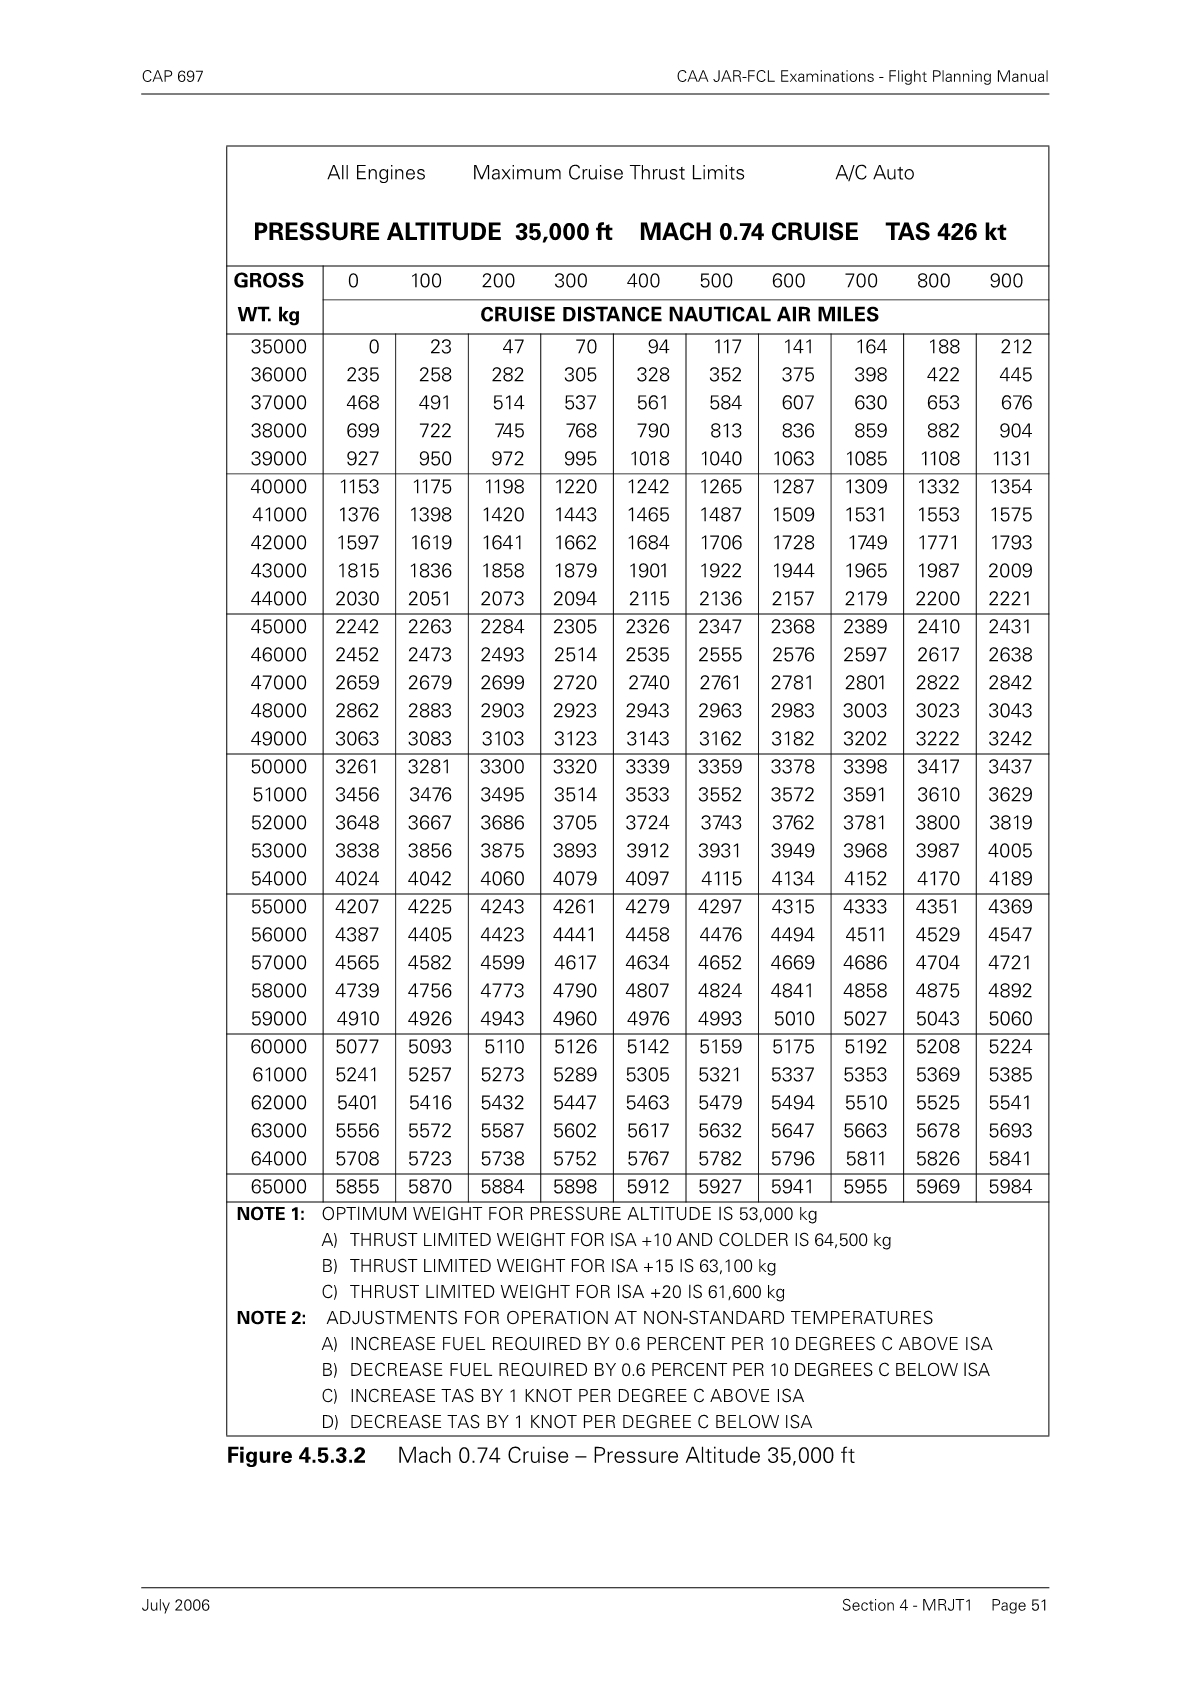 CAP 697 CAA JAR-FCL Examinations - Flight Planning Manual
All Engines Maximum Cruise Thrust Limits A/C Auto
PRESSURE ALTITUDE 35,000 ft MACH 0.74 CRUISE TAS 426 kt
GROSS 0 100 200 300 400 500 600 700 800 900
WT. kg CRUISE DISTANCE NAUTICAL AIR MILES
35000 0 23 47 70 94 117 141 164 188 212
36000 235 258 282 305 328 352 375 398 422 445
37000 468 491 514 537 561 584 607 630 653 676
38000 699 722 745 768 790 813 836 859 882 904
39000 927 950 972 995 1018 1040 1063 1085 1108 1131
40000 1153 1175 1198 1220 1242 1265 1287 1309 1332 1354
41000 1376 1398 1420 1443 1465 1487 1509 1531 1553 1575
42000 1597 1619 1641 1662 1684 1706 1728 1749 1771 1793
43000 1815 1836 1858 1879 1901 1922 1944 1965 1987 2009
44000 2030 2051 2073 2094 2115 2136 2157 2179 2200 2221
45000 2242 2263 2284 2305 2326 2347 2368 2389 2410 2431
46000 2452 2473 2493 2514 2535 2555 2576 2597 2617 2638
47000 2659 2679 2699 2720 2740 2761 2781 2801 2822 2842
48000 2862 2883 2903 2923 2943 2963 2983 3003 3023 3043
49000 3063 3083 3103 3123 3143 3162 3182 3202 3222 3242
50000 3261 3281 3300 3320 3339 3359 3378 3398 3417 3437
51000 3456 3476 3495 3514 3533 3552 3572 3591 3610 3629
52000 3648 3667 3686 3705 3724 3743 3762 3781 3800 3819
53000 3838 3856 3875 3893 3912 3931 3949 3968 3987 4005
54000 4024 4042 4060 4079 4097 4115 4134 4152 4170 4189
55000 4207 4225 4243 4261 4279 4297 4315 4333 4351 4369
56000 4387 4405 4423 4441 4458 4476 4494 4511 4529 4547
57000 4565 4582 4599 4617 4634 4652 4669 4686 4704 4721
58000 4739 4756 4773 4790 4807 4824 4841 4858 4875 4892
59000 4910 4926 4943 4960 4976 4993 5010 5027 5043 5060
60000 5077 5093 5110 5126 5142 5159 5175 5192 5208 5224
61000 5241 5257 5273 5289 5305 5321 5337 5353 5369 5385
62000 5401 5416 5432 5447 5463 5479 5494 5510 5525 5541
63000 5556 5572 5587 5602 5617 5632 5647 5663 5678 5693
64000 5708 5723 5738 5752 5767 5782 5796 5811 5826 5841
65000 5855 5870 5884 5898 5912 5927 5941 5955 5969 5984
NOTE 1: OPTIMUM WEIGHT FOR PRESSURE ALTITUDE IS 53,000 kg
A) THRUST LIMITED WEIGHT FOR ISA +10 AND COLDER IS 64,500 kg
B) THRUST LIMITED WEIGHT FOR ISA +15 IS 63,100 kg
C) THRUST LIMITED WEIGHT FOR ISA +20 IS 61,600 kg
NOTE 2: ADJUSTMENTS FOR OPERATION AT NON-STANDARD TEMPERATURES
A) INCREASE FUEL REQUIRED BY 0.6 PERCENT PER 10 DEGREES C ABOVE ISA
B) DECREASE FUEL REQUIRED BY 0.6 PERCENT PER 10 DEGREES C BELOW ISA
C) INCREASE TAS BY 1 KNOT PER DEGREE C ABOVE ISA
D) DECREASE TAS BY 1 KNOT PER DEGREE C BELOW ISA
Figure 4.5.3.2 Mach 0.74 Cruise – Pressure Altitude 35,000 ft
July 2006 Section 4 - MRJT1 Page 51